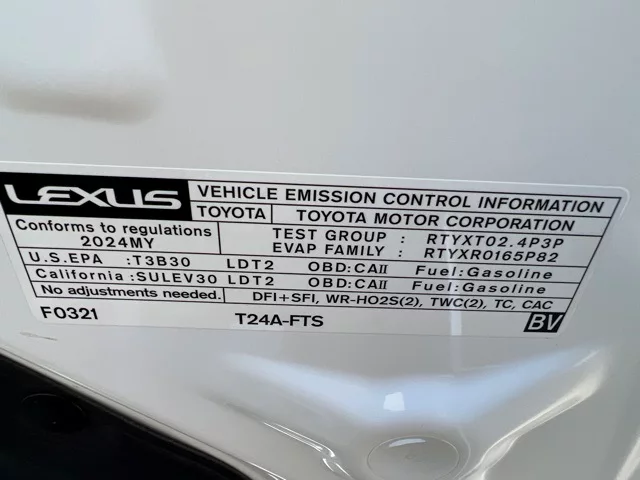 LEXUS VEHICLE EMISSION CONTROL INFORMATION
TOYOTA TOYOTA MOTOR CORPORATION
Conforms to regulations TEST GROUP : RTYXT02.4P3P
2024MY EVAP FAMILY : RTYXR0165P82
U.S.EPA :T3B30 LDT2 OBD:CAII Fuel:Gasoline
California :SULEV30 LDT2 OBD:CAII Fuel:Gasoline
No adjustments needed. DFI+SFI, WR-HO2S(2), TWC(2), TC, CAC
F0321 T24A-FTS BV